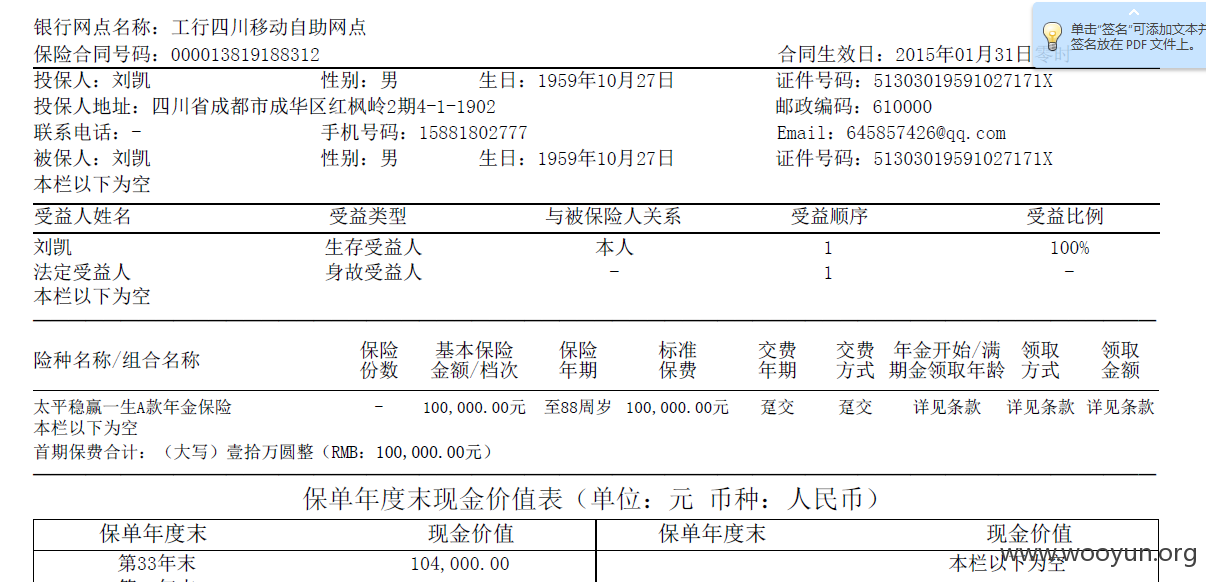 银行网点名称：工行四川移动自助网点
保险合同号码：000013819188312 合同生效日：2015年01月31日零时
单击“签名”可添加文本并
签名放在 PDF 文件上。
投保人：刘凯 性别：男 生日：1959年10月27日 证件号码：51303019591027171X
投保人地址：四川省成都市成华区红枫岭2期4-1-1902 邮政编码：610000
联系电话：- 手机号码：15881802777 Email：645857426@qq.com
被保人：刘凯 性别：男 生日：1959年10月27日 证件号码：51303019591027171X
本栏以下为空
受益人姓名 受益类型 与被保险人关系 受益顺序 受益比例
刘凯 生存受益人 本人 1 100%
法定受益人 身故受益人 - 1 -
本栏以下为空
险种名称/组合名称 保险份数 基本保险金额/档次 保险年期 标准保费 交费年期 交费方式 年金开始/满期金领取年龄 领取方式 领取金额
太平稳赢一生A款年金保险 - 100,000.00元 至88周岁 100,000.00元 趸交 趸交 详见条款 详见条款 详见条款
本栏以下为空
首期保费合计：（大写）壹拾万圆整（RMB：100,000.00元）
保单年度末现金价值表（单位：元 币种：人民币）
保单年度末 现金价值 保单年度末 现金价值
第33年末 104,000.00 本栏以下为空
www.wooyun.org